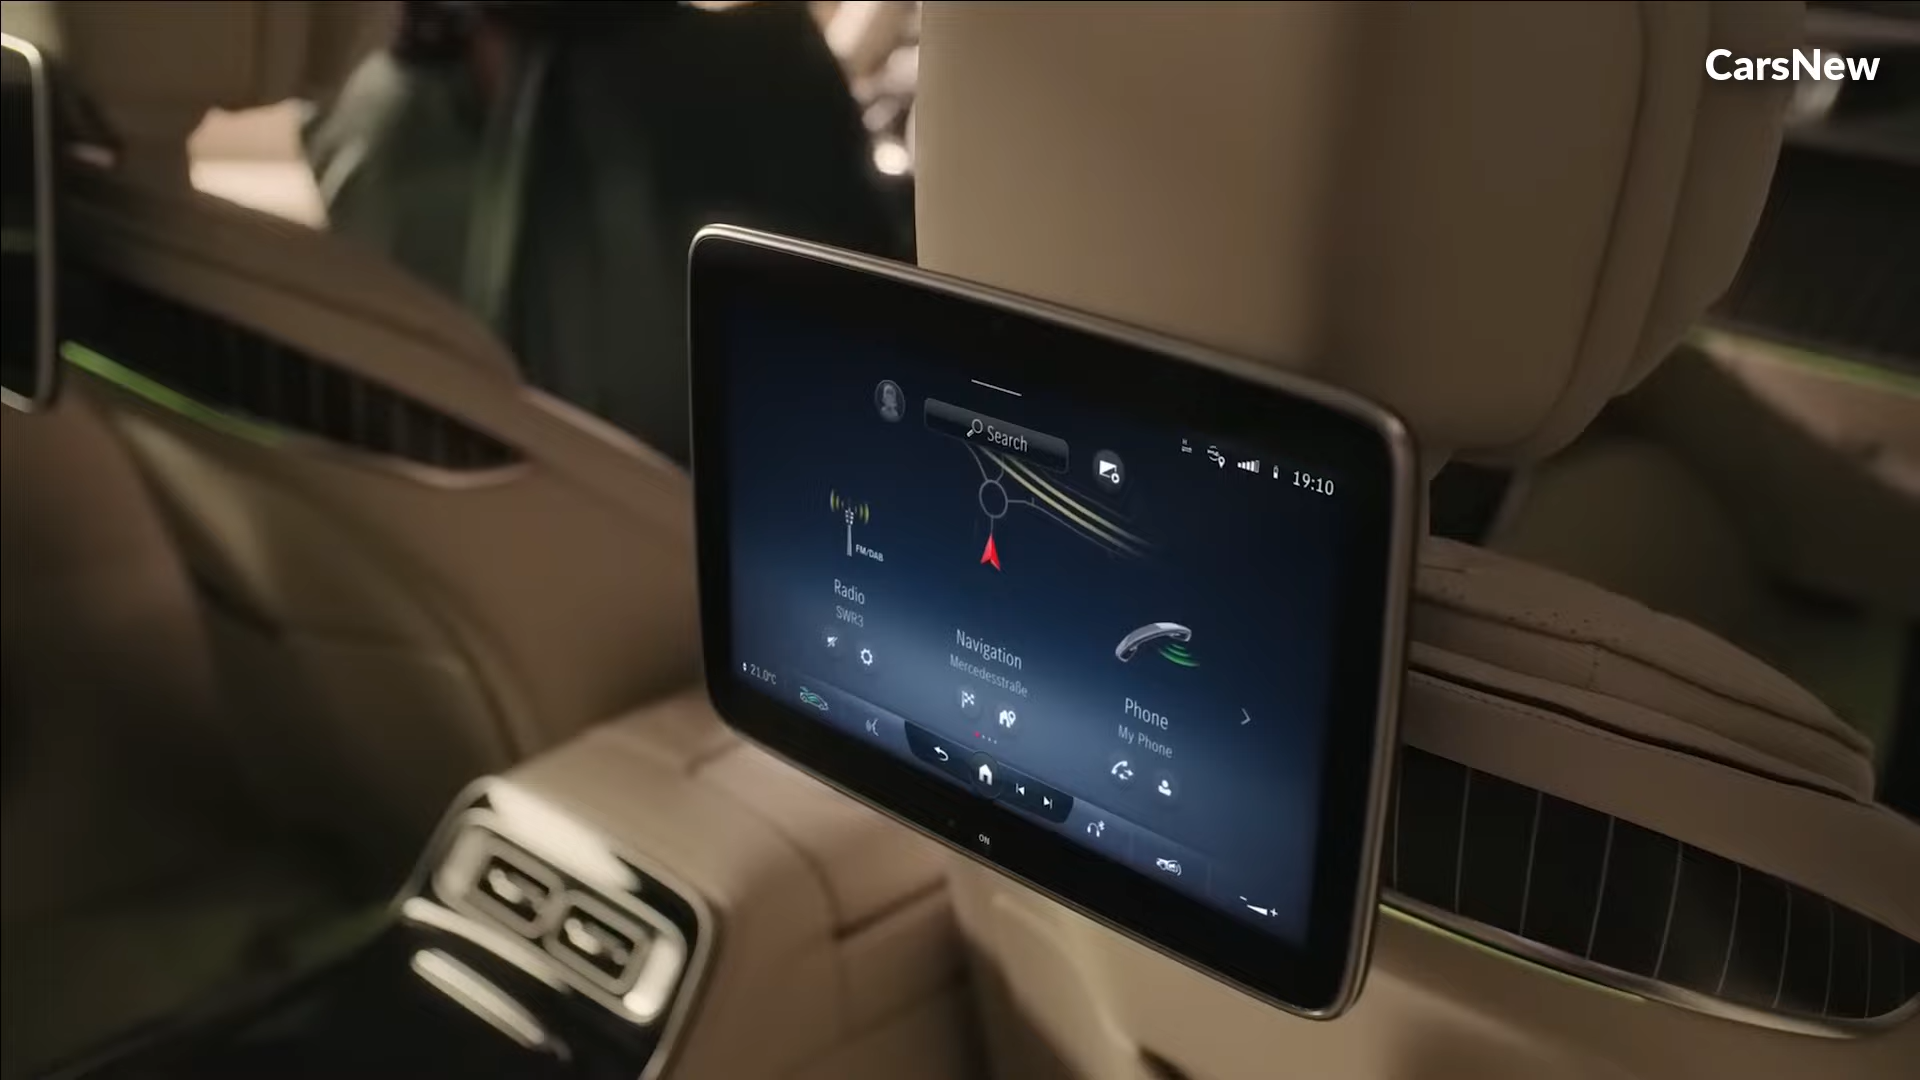 CarsNew
Search
19:10
FM/DAB
Radio
SWR3
Navigation
Mercedesstraße
Phone
My Phone
21.0°C
ON